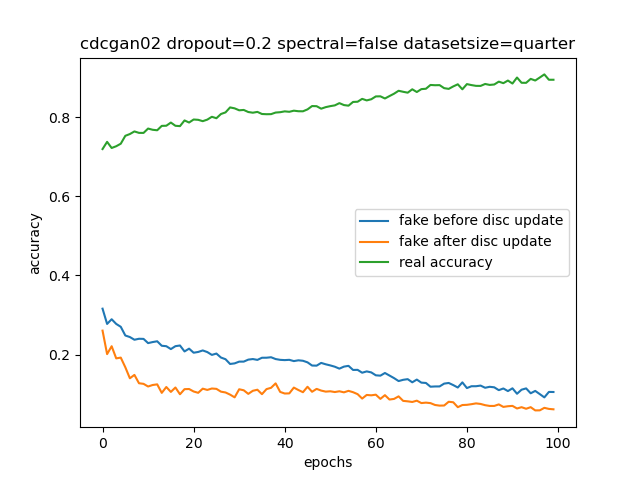 cdcgan02 dropout=0.2 spectral=false datasetsize=quarter
accuracy
0.8
0.6
0.4
0.2
fake before disc update
fake after disc update
real accuracy
0 20 40 60 80 100
epochs